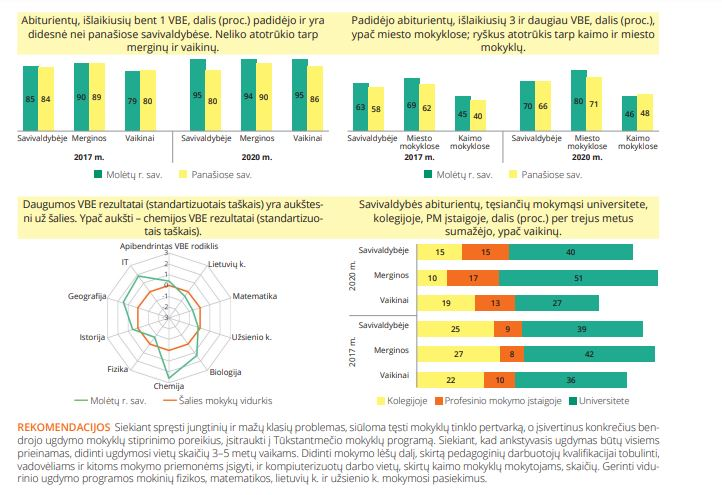 Abiturientų, išlaikiusių bent 1 VBE, dalis (proc.) padidėjo ir yra
didesnė nei panašiose savivaldybėse. Neliko atotrūkio tarp
merginų ir vaikinų.
85 84 90 89 79 80 95 80 94 90 95 86
Savivaldybėje Merginos Vaikinai Savivaldybėje Merginos Vaikinai
2017 m. 2020 m.
Molėtų r. sav. Panašiose sav.
Padidėjo abiturientų, išlaikiusių 3 ir daugiau VBE, dalis (proc.),
ypač miesto mokyklose; ryškus atotrūkis tarp kaimo ir miesto
mokyklų.
63 58 69 62 45 40 70 66 80 71 46 48
Savivaldybėje Miesto mokyklose Kaimo mokyklose Savivaldybėje Miesto mokyklose Kaimo mokyklose
2017 m. 2020 m.
Molėtų r. sav. Panašiose sav.
Daugumos VBE rezultatai (standartizuotais taškais) yra aukštes-
ni už šalies. Ypač aukšti – chemijos VBE rezultatai (standartizuo-
tais taškais).
Apibendrintas VBE rodiklis
3
2
1
0
-1
-2
-3
IT
Lietuvių k.
Geografija
Matematika
Istorija
Užsienio k.
Fizika
Biologija
Chemija
Molėtų r. sav. Šalies mokyklų vidurkis
Savivaldybės abiturientų, tęsiančių mokymąsi universitete,
kolegijoje, PM įstaigoje, dalis (proc.) per trejus metus
sumažėjo, ypač vaikinų.
2020 m.
Savivaldybėje 15 15 40
Merginos 10 17 51
Vaikinai 19 13 27
2017 m.
Savivaldybėje 25 9 39
Merginos 27 8 42
Vaikinai 22 10 36
Kolegijoje Profesinio mokymo įstaigoje Universitete
REKOMENDACIJOS Siekiant spręsti jungtinių ir mažų klasių problemas, siūloma tęsti mokyklų tinklo pertvarką, o įsivertinus konkrečius ben-
drojo ugdymo mokyklų stiprinimo poreikius, įsitraukti į Tūkstantmečio mokyklų programą. Siekiant, kad ankstyvasis ugdymas būtų visiems
prieinamas, didinti ugdymosi vietų skaičių 3–5 metų vaikams. Didinti mokymo lėšų dalį, skirtą pedagoginių darbuotojų kvalifikacijai tobulinti,
vadovėliams ir kitoms mokymo priemonėms įsigyti, ir kompiuterizuotų darbo vietų, skirtų kaimo mokyklų mokytojams, skaičių. Gerinti vidu-
rinio ugdymo programos mokinių fizikos, matematikos, lietuvių k. ir užsienio k. mokymosi pasiekimus.